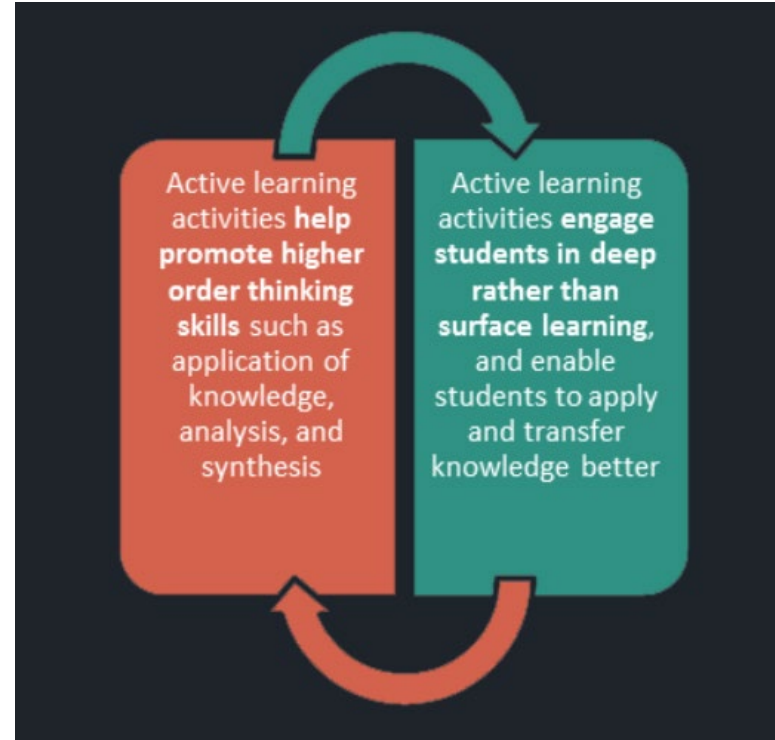 Active learning
activities help
promote higher
order thinking
skills such as
application of
knowledge,
analysis, and
synthesis
Active learning
activities engage
students in deep
rather than
surface learning,
and enable
students to apply
and transfer
knowledge better